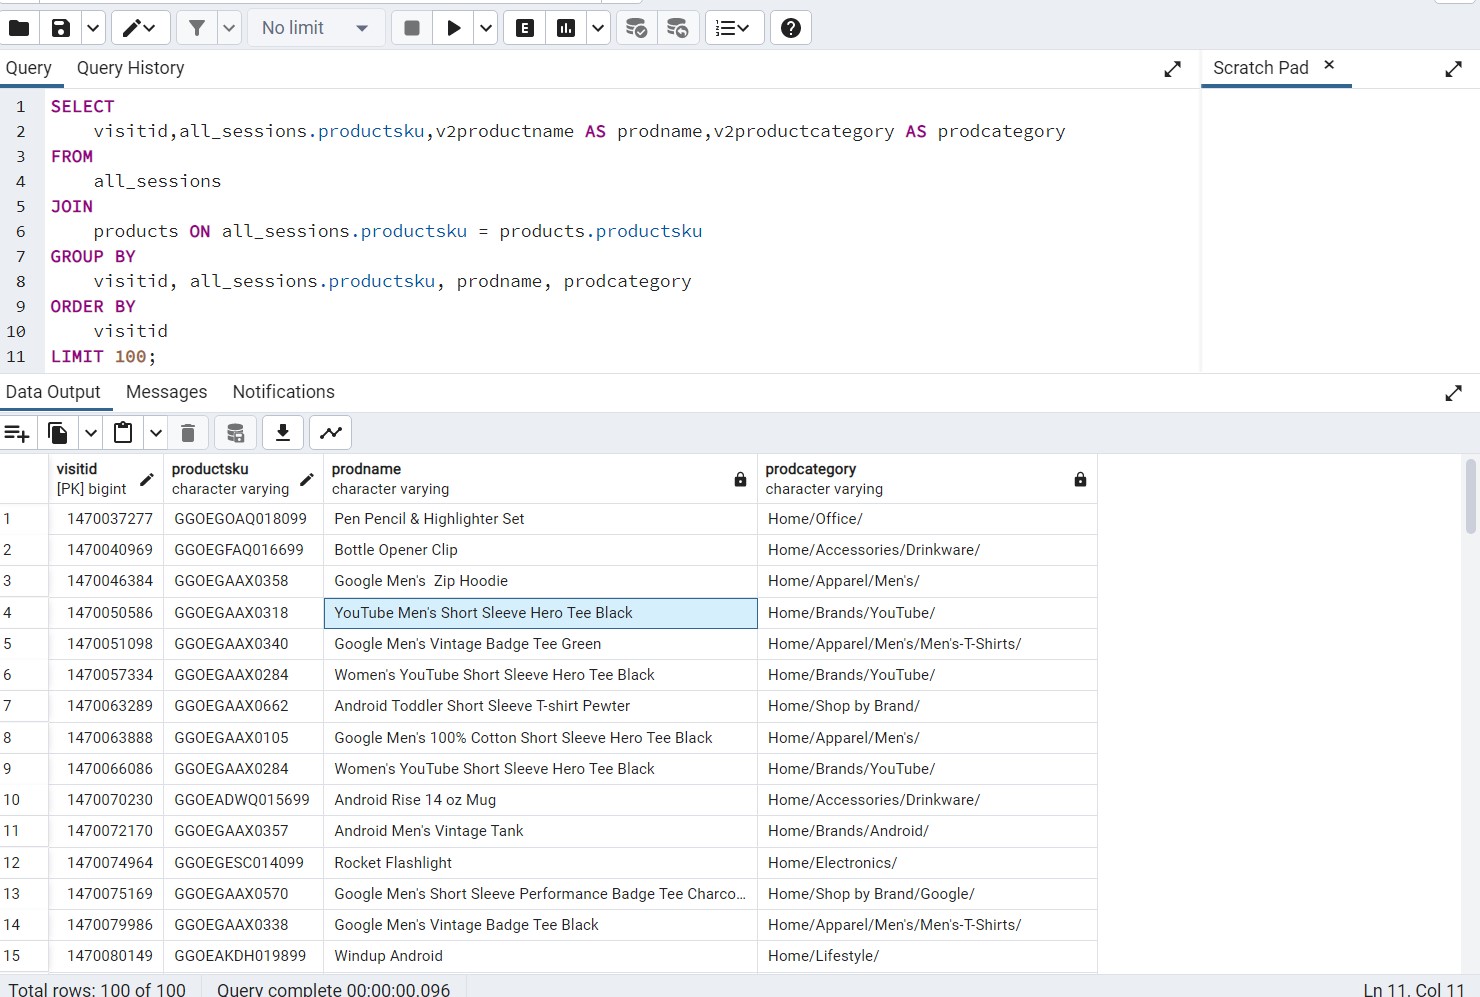 No limit
E
Query Query History
Scratch Pad ×
1 SELECT
2 visitid,all_sessions.productsku,v2productname AS prodname,v2productcategory AS prodcategory
3 FROM
4 all_sessions
5 JOIN
6 products ON all_sessions.productsku = products.productsku
7 GROUP BY
8 visitid, all_sessions.productsku, prodname, prodcategory
9 ORDER BY
10 visitid
11 LIMIT 100;
Data Output Messages Notifications
visitid productsku prodname prodcategory
[PK] bigint character varying character varying character varying
1 1470037277 GGOEGOAQ018099 Pen Pencil & Highlighter Set Home/Office/
2 1470040969 GGOEGFAQ016699 Bottle Opener Clip Home/Accessories/Drinkware/
3 1470046384 GGOEGAAX0358 Google Men's  Zip Hoodie Home/Apparel/Men's/
4 1470050586 GGOEGAAX0318 YouTube Men's Short Sleeve Hero Tee Black Home/Brands/YouTube/
5 1470051098 GGOEGAAX0340 Google Men's Vintage Badge Tee Green Home/Apparel/Men's/Men's-T-Shirts/
6 1470057334 GGOEGAAX0284 Women's YouTube Short Sleeve Hero Tee Black Home/Brands/YouTube/
7 1470063289 GGOEGAAX0662 Android Toddler Short Sleeve T-shirt Pewter Home/Shop by Brand/
8 1470063888 GGOEGAAX0105 Google Men's 100% Cotton Short Sleeve Hero Tee Black Home/Apparel/Men's/
9 1470066086 GGOEGAAX0284 Women's YouTube Short Sleeve Hero Tee Black Home/Brands/YouTube/
10 1470070230 GGOEADWQ015699 Android Rise 14 oz Mug Home/Accessories/Drinkware/
11 1470072170 GGOEGAAX0357 Android Men's Vintage Tank Home/Brands/Android/
12 1470074964 GGOEGESC014099 Rocket Flashlight Home/Electronics/
13 1470075169 GGOEGAAX0570 Google Men's Short Sleeve Performance Badge Tee Charco... Home/Shop by Brand/Google/
14 1470079986 GGOEGAAX0338 Google Men's Vintage Badge Tee Black Home/Apparel/Men's/Men's-T-Shirts/
15 1470080149 GGOEAKDH019899 Windup Android Home/Lifestyle/
Total rows: 100 of 100 Query complete 00:00:00.096 Ln 11, Col 11